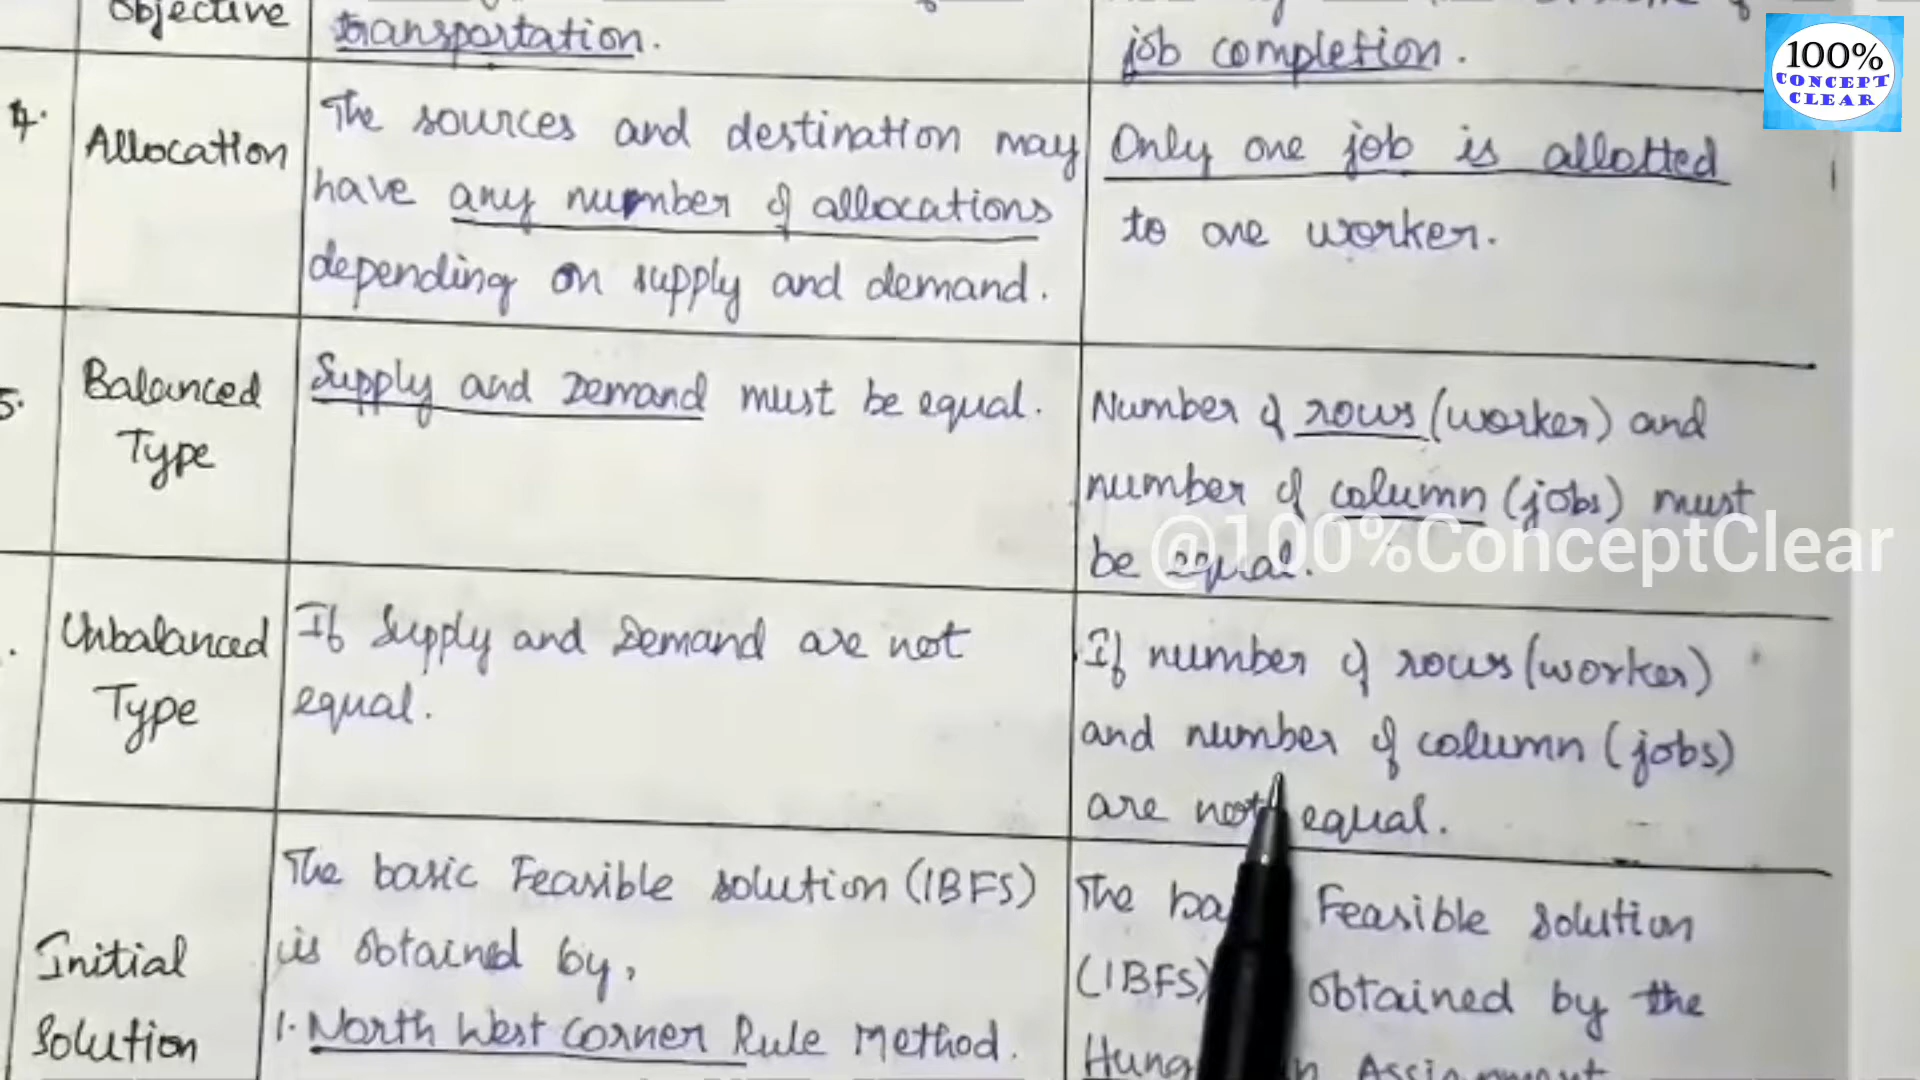 Objective
transportation.
job completion.
4.
Allocation
The sources and destination may
have any number of allocations
depending on supply and demand.
Only one job is allotted
to one worker.
5.
Balanced
Type
Supply and Demand must be equal.
Number of rows (worker) and
number of column (jobs) must
be equal.
Unbalanced
Type
If Supply and Demand are not
equal.
If number of rows (worker)
and number of column (jobs)
are not equal.
Initial
Solution
The basic Feasible solution (IBFS)
is obtained by,
1. North West Corner Rule Method.
The Feasible Solution
(IBFS) obtained by the
Assignment
100%
CONCEPT
CLEAR
@100%ConceptClear